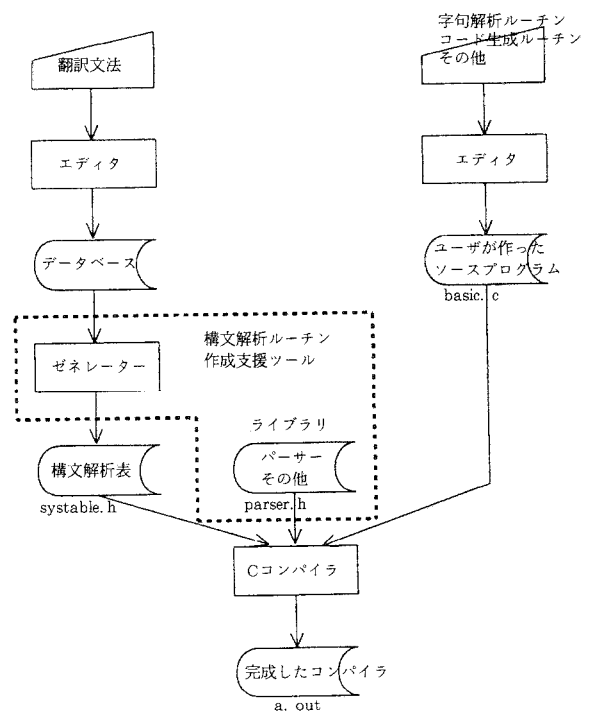 字句解析ルーチン
コード生成ルーチン
その他
翻訳文法
エディタ
エディタ
データベース
ユーザが作った
ソースプログラム
basic. c
構文解析ルーチン
作成支援ツール
ゼネレーター
ライブラリ
構文解析表
パーサー
その他
systable. h
parser. h
Cコンパイラ
完成したコンパイラ
a. out